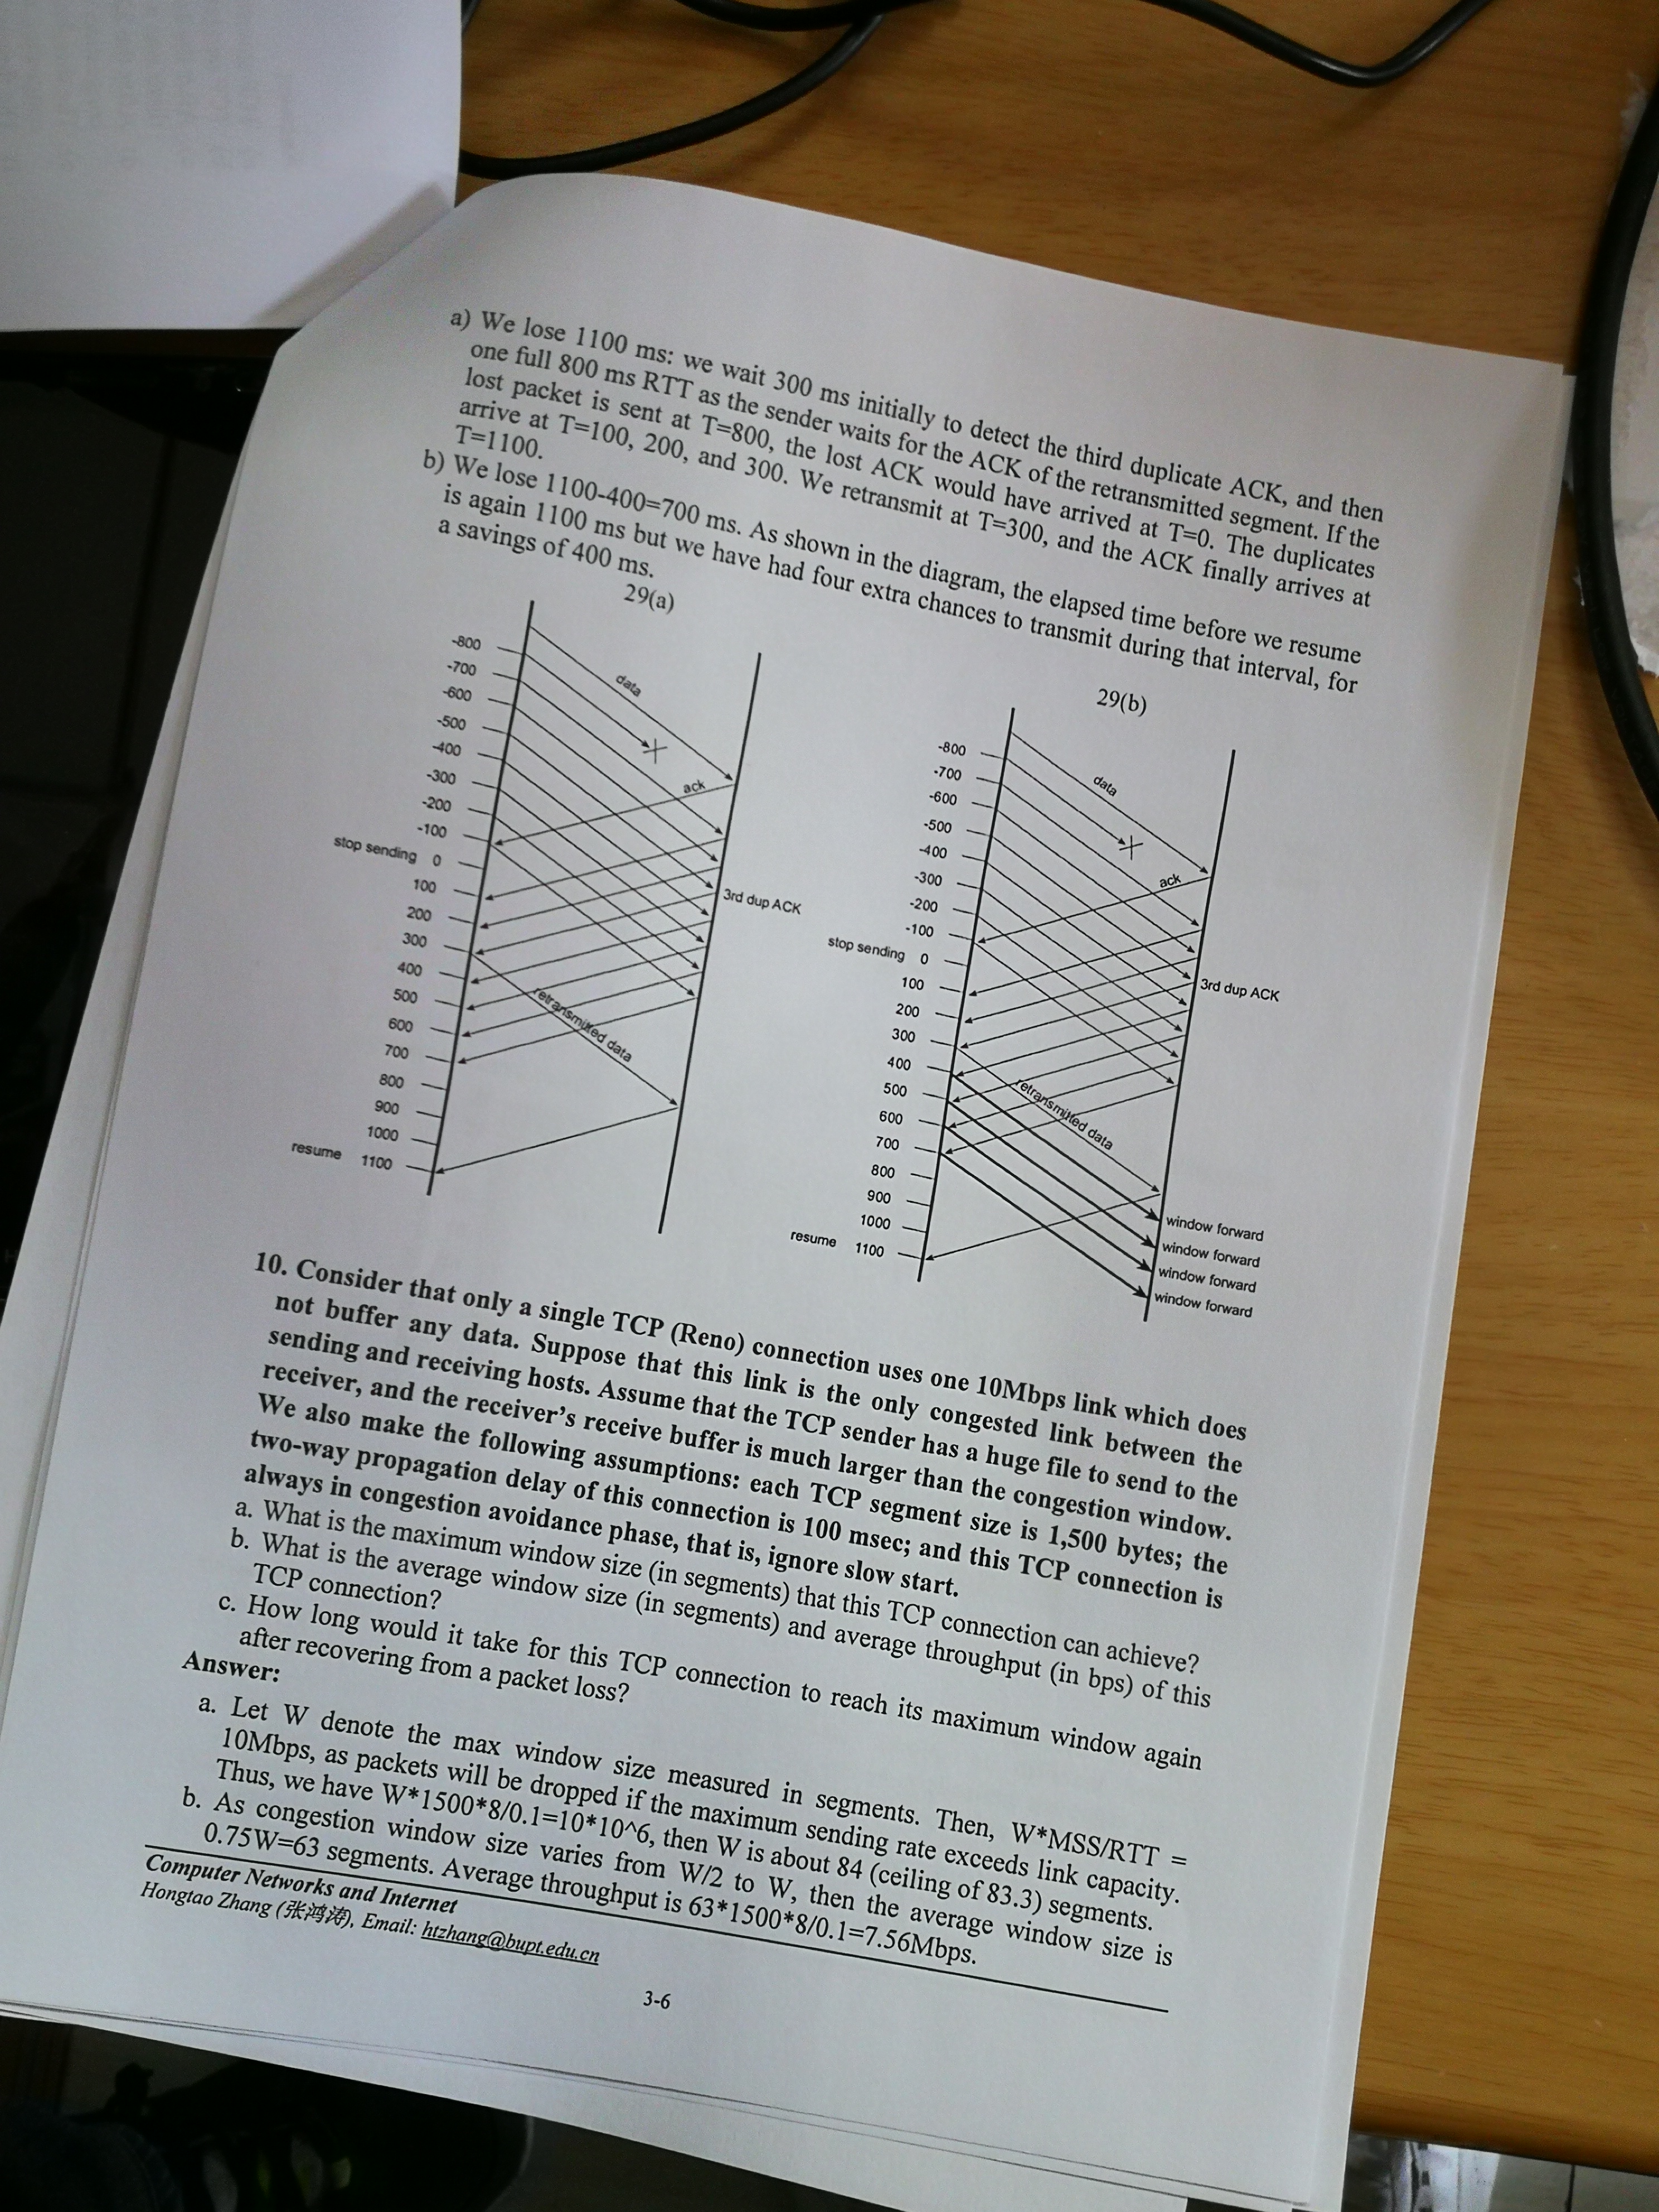 a) We lose 1100 ms: we wait 300 ms initially to detect the third duplicate ACK, and then
one full 800 ms RTT as the sender waits for the ACK of the retransmitted segment. If the
lost packet is sent at T=800, the lost ACK would have arrived at T=0. The duplicates
arrive at T=100, 200, and 300. We retransmit at T=300, and the ACK finally arrives at
T=1100.
b) We lose 1100-400=700 ms. As shown in the diagram, the elapsed time before we resume
is again 1100 ms but we have had four extra chances to transmit during that interval, for
a savings of 400 ms.
29(a)
-800
-700
-600
-500
-400
-300
-200
-100
stop sending 0
100
200
300
400
500
600
700
800
900
1000
resume 1100
data
ack
3rd dup ACK
retransmitted data
29(b)
-800
-700
-600
-500
-400
-300
-200
-100
stop sending 0
100
200
300
400
500
600
700
800
900
1000
resume 1100
data
ack
3rd dup ACK
retransmitted data
window forward
window forward
window forward
window forward
10. Consider that only a single TCP (Reno) connection uses one 10Mbps link which does
not buffer any data. Suppose that this link is the only congested link between the
sending and receiving hosts. Assume that the TCP sender has a huge file to send to the
receiver, and the receiver's receive buffer is much larger than the congestion window.
We also make the following assumptions: each TCP segment size is 1,500 bytes; the
two-way propagation delay of this connection is 100 msec; and this TCP connection is
always in congestion avoidance phase, that is, ignore slow start.
a. What is the maximum window size (in segments) that this TCP connection can achieve?
b. What is the average window size (in segments) and average throughput (in bps) of this
TCP connection?
c. How long would it take for this TCP connection to reach its maximum window again
after recovering from a packet loss?
Answer:
a. Let W denote the max window size measured in segments. Then, W*MSS/RTT =
10Mbps, as packets will be dropped if the maximum sending rate exceeds link capacity.
Thus, we have W*1500*8/0.1=10*10^6, then W is about 84 (ceiling of 83.3) segments.
b. As congestion window size varies from W/2 to W, then the average window size is
0.75W=63 segments. Average throughput is 63*1500*8/0.1=7.56Mbps.
Computer Networks and Internet
Hongtao Zhang (张鸿涛), Email: htzhang@bupt.edu.cn
3-6